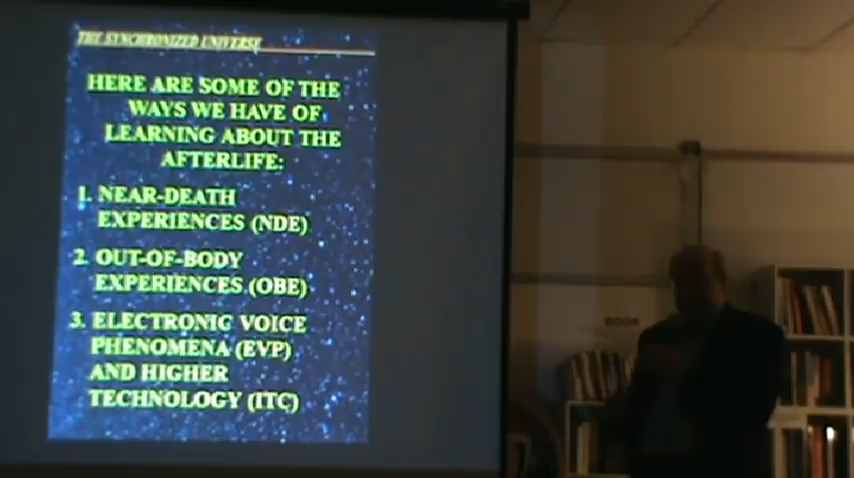 THE SYNCHRONIZED UNIVERSE
HERE ARE SOME OF THE
WAYS WE HAVE OF
LEARNING ABOUT THE
AFTERLIFE:
1. NEAR-DEATH
EXPERIENCES (NDE)
2. OUT-OF-BODY
EXPERIENCES (OBE)
3. ELECTRONIC VOICE
PHENOMENA (EVP)
AND HIGHER
TECHNOLOGY (ITC)
BOOK